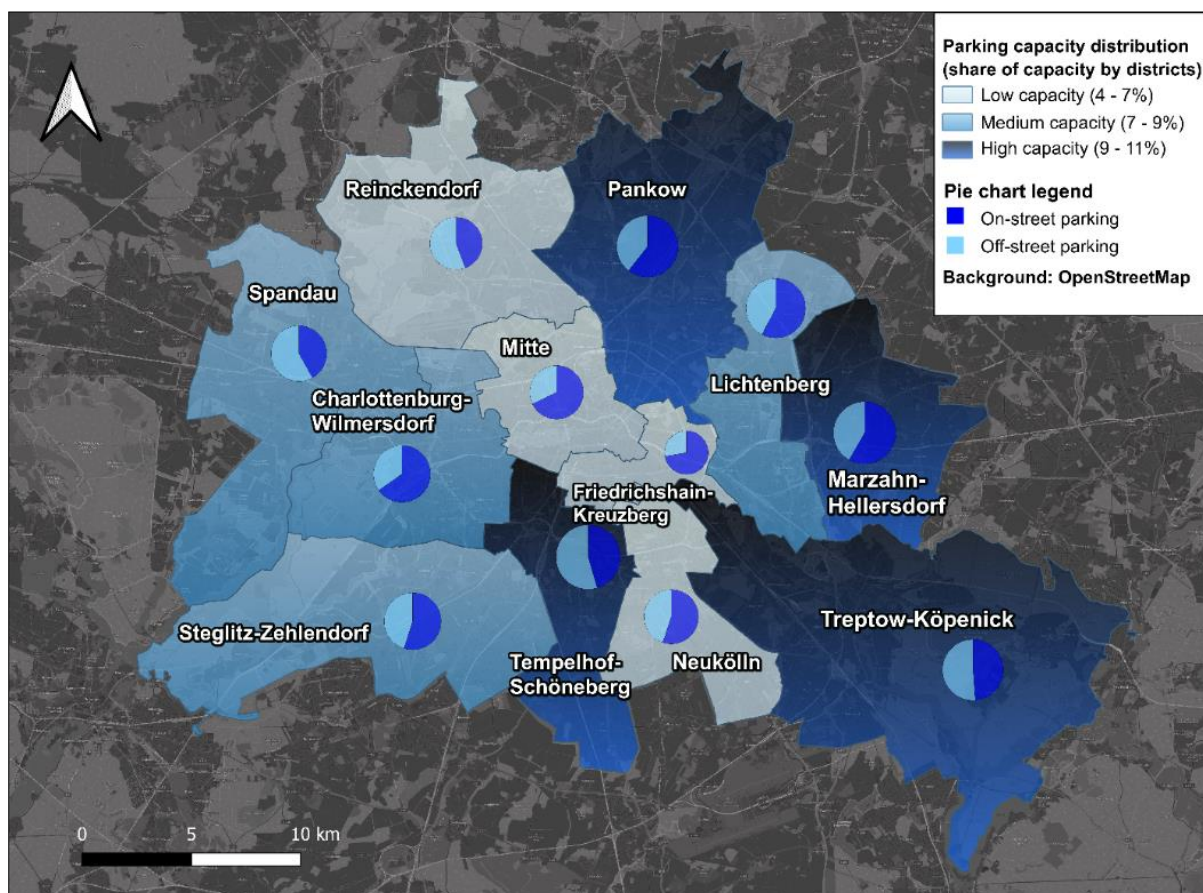 Parking capacity distribution
(share of capacity by districts)
Low capacity (4 - 7%)
Medium capacity (7 - 9%)
High capacity (9 - 11%)
Pie chart legend
On-street parking
Off-street parking
Background: OpenStreetMap
Reinckendorf
Pankow
Spandau
Mitte
Charlottenburg-
Wilmersdorf
Lichtenberg
Marzahn-
Hellersdorf
Friedrichshain-
Kreuzberg
Steglitz-Zehlendorf
Tempelhof-
Schöneberg
Neukölln
Treptow-Köpenick
0 5 10 km